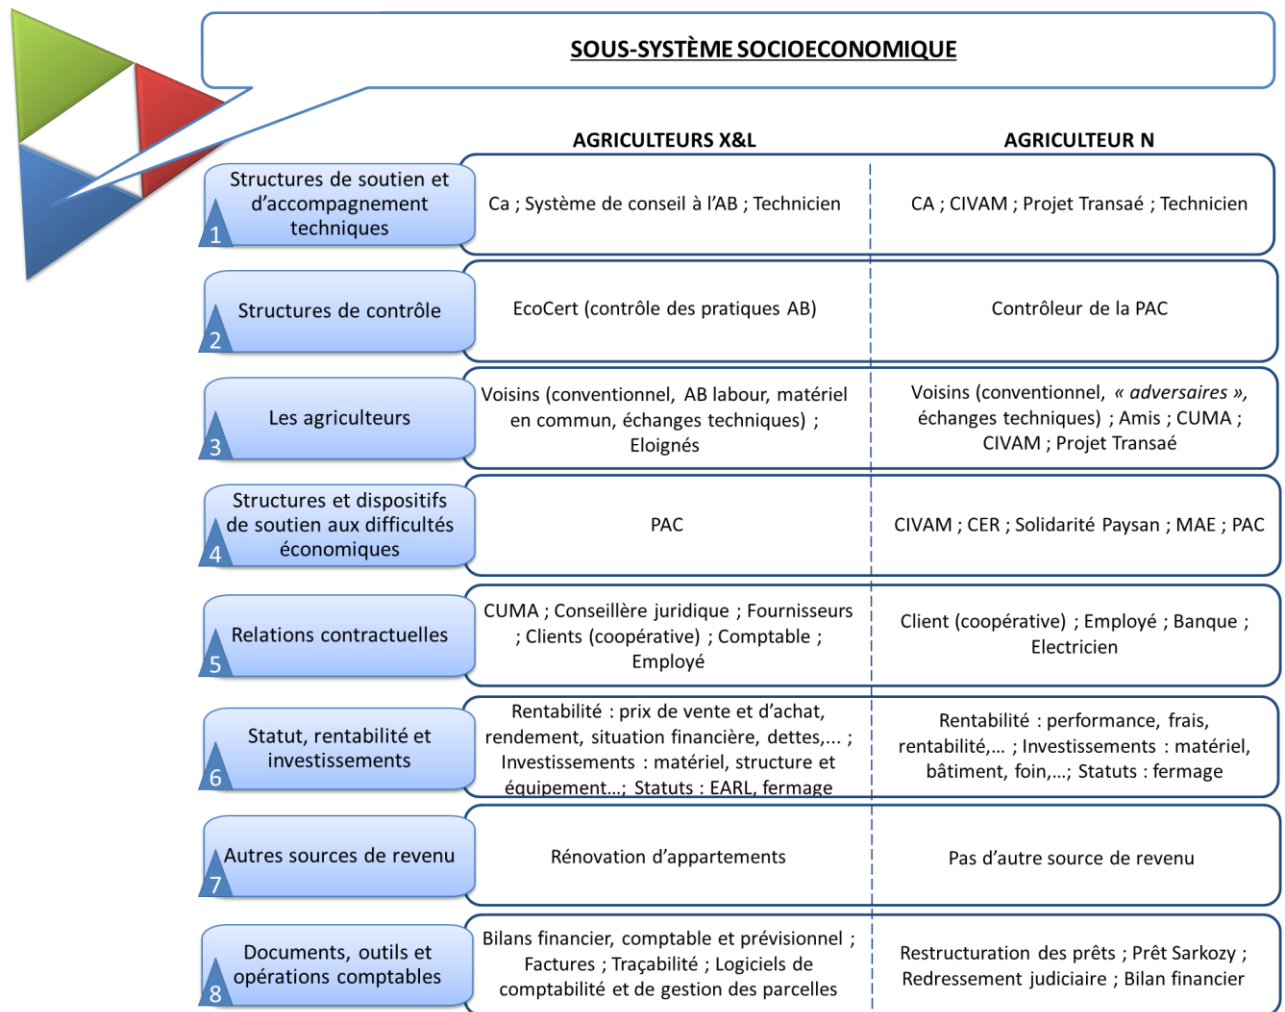 SOUS-SYSTÈME SOCIOECONOMIQUE
AGRICULTEURS X&L
AGRICULTEUR N
Structures de soutien et
d’accompagnement
techniques
1
Ca ; Système de conseil à l’AB ; Technicien
CA ; CIVAM ; Projet Transaé ; Technicien
Structures de contrôle
2
EcoCert (contrôle des pratiques AB)
Contrôleur de la PAC
Les agriculteurs
3
Voisins (conventionnel, AB labour, matériel
en commun, échanges techniques) ;
Eloignés
Voisins (conventionnel, « adversaires »,
échanges techniques) ; Amis ; CUMA ;
CIVAM ; Projet Transaé
Structures et dispositifs
de soutien aux difficultés
économiques
4
PAC
CIVAM ; CER ; Solidarité Paysan ; MAE ; PAC
Relations contractuelles
5
CUMA ; Conseillère juridique ; Fournisseurs
; Clients (coopérative) ; Comptable ;
Employé
Client (coopérative) ; Employé ; Banque ;
Electricien
Statut, rentabilité et
investissements
6
Rentabilité : prix de vente et d’achat,
rendement, situation financière, dettes,... ;
Investissements : matériel, structure et
équipement...; Statuts : EARL, fermage
Rentabilité : performance, frais,
rentabilité,... ; Investissements : matériel,
bâtiment, foin,...; Statuts : fermage
Autres sources de revenu
7
Rénovation d’appartements
Pas d’autre source de revenu
Documents, outils et
opérations comptables
8
Bilans financier, comptable et prévisionnel ;
Factures ; Traçabilité ; Logiciels de
comptabilité et de gestion des parcelles
Restructuration des prêts ; Prêt Sarkozy ;
Redressement judiciaire ; Bilan financier